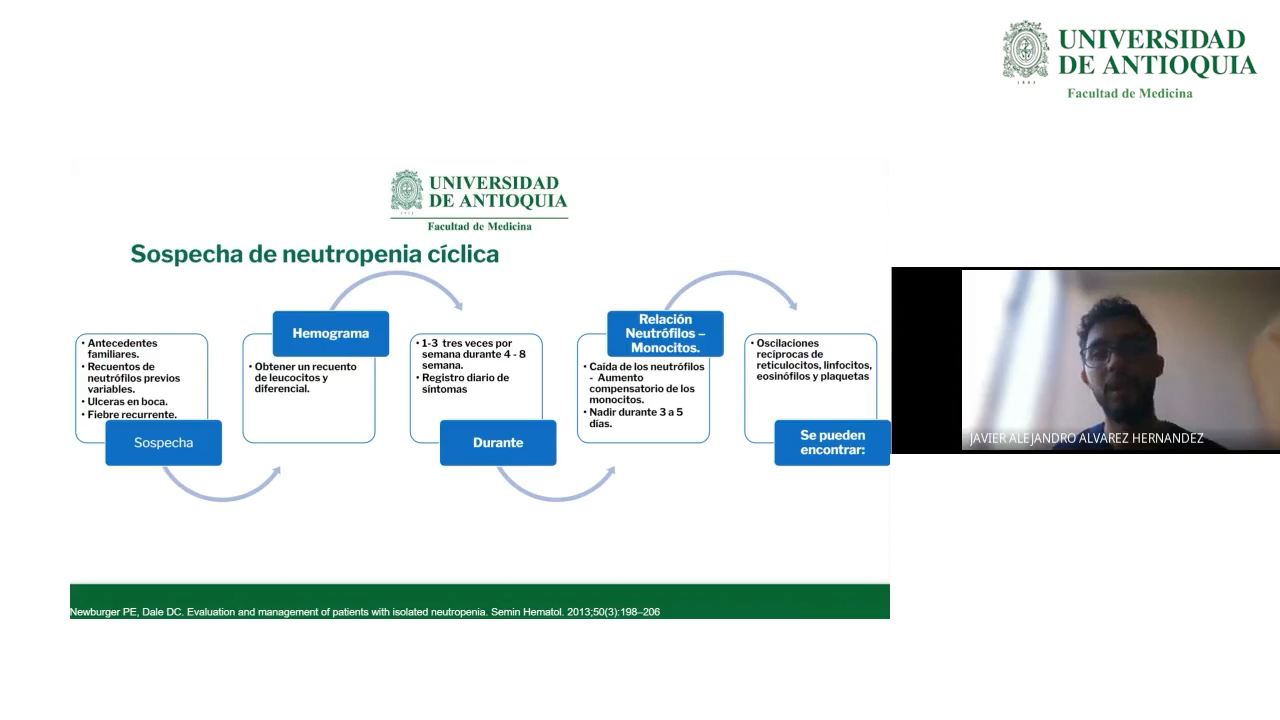 UNIVERSIDAD
DE ANTIOQUIA
1803
Facultad de Medicina
UNIVERSIDAD
DE ANTIOQUIA
Facultad de Medicina
Sospecha de neutropenia cíclica
• Antecedentes
familiares.
• Recuentos de
neutrófilos previos
variables.
• Ulceras en boca.
• Fiebre recurrente.
Sospecha
Hemograma
• Obtener un recuento
de leucocitos y
diferencial.
• 1-3 tres veces por
semana durante 4 - 8
semana.
• Registro diario de
síntomas
Durante
Relación
Neutrófilos –
Monocitos.
• Caída de los neutrófilos
- Aumento
compensatorio de los
monocitos.
• Nadir durante 3 a 5
días.
• Oscilaciones
recíprocas de
reticulocitos, linfocitos,
eosinófilos y plaquetas
Se pueden
encontrar:
JAVIER ALEJANDRO ALVAREZ HERNANDEZ
Newburger PE, Dale DC. Evaluation and management of patients with isolated neutropenia. Semin Hematol. 2013;50(3):198–206